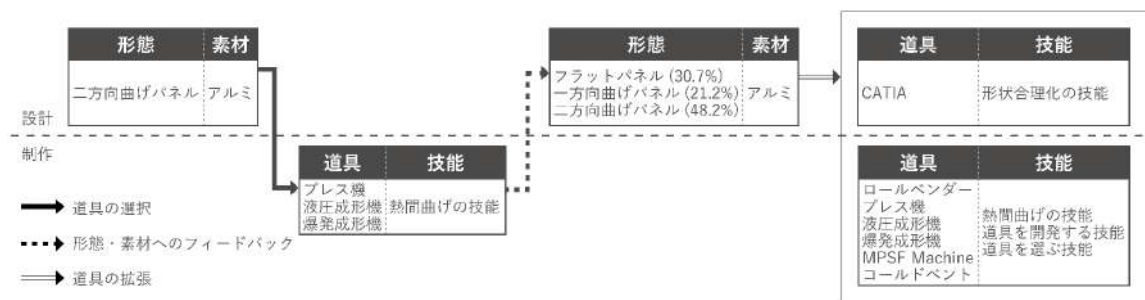 形態 素材
二方向曲げパネル アルミ
設計
制作
道具 技能
プレス機
液圧成形機
爆発成形機
熱間曲げの技能
形態 素材
フラットパネル (30.7%)
一方向曲げパネル (21.2%)
二方向曲げパネル (48.2%)
アルミ
道具 技能
CATIA 形状合理化の技能
道具 技能
ロールベンダー
プレス機
液圧成形機
爆発成形機
MPSF Machine
コールドベント
熱間曲げの技能
道具を開発する技能
道具を選ぶ技能
道具の選択
形態・素材へのフィードバック
道具の拡張